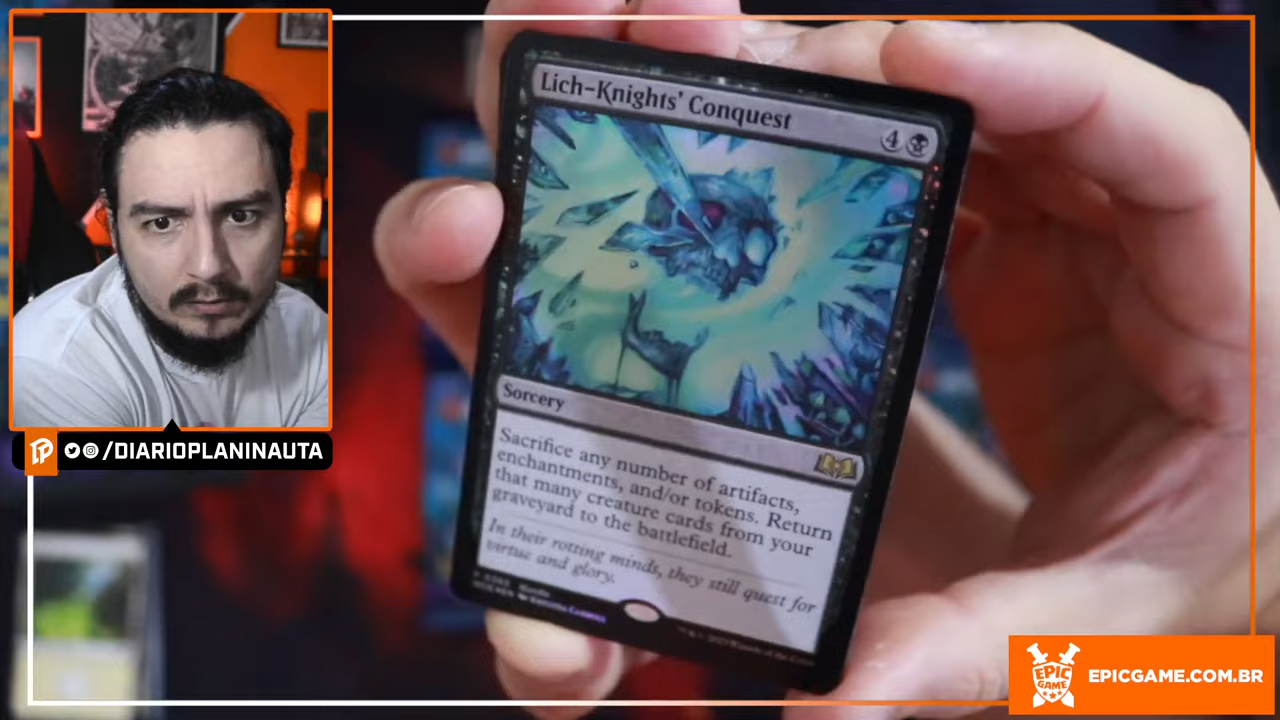 Lich-Knights' Conquest
4
Sorcery
Sacrifice any number of artifacts,
enchantments, and/or tokens. Return
that many creature cards from your
graveyard to the battlefield.
In their rotting minds, they still quest for
virtue and glory.
/DIARIOPLANINAUTA
EPIC
GAME
EPICGAME.COM.BR